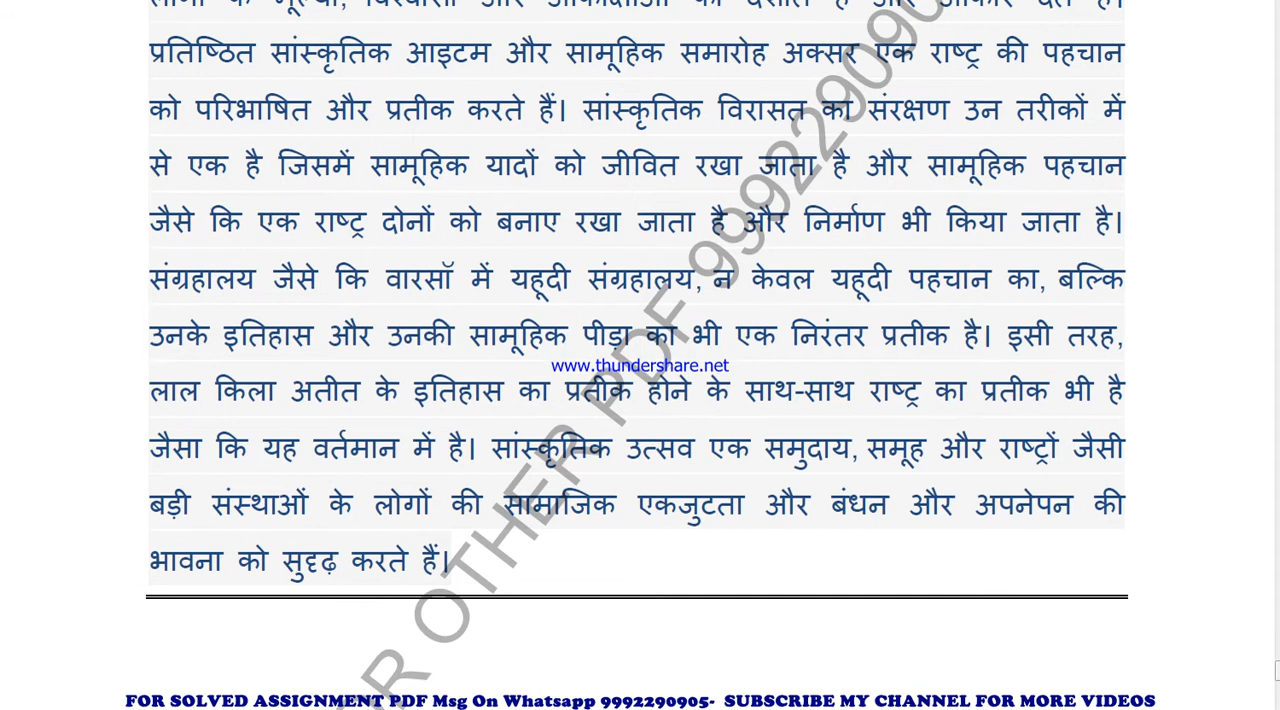 प्रतिष्ठित सांस्कृतिक आइटम और सामूहिक समारोह अक्सर एक राष्ट्र की पहचान
को परिभाषित और प्रतीक करते हैं। सांस्कृतिक विरासत का संरक्षण उन तरीकों में
से एक है जिसमें सामूहिक यादों को जीवित रखा जाता है और सामूहिक पहचान
जैसे कि एक राष्ट्र दोनों को बनाए रखा जाता है और निर्माण भी किया जाता है।
संग्रहालय जैसे कि वारसॉ में यहूदी संग्रहालय, न केवल यहूदी पहचान का, बल्कि
उनके इतिहास और उनकी सामूहिक पीड़ा का भी एक निरंतर प्रतीक है। इसी तरह,
www.thundershare.net
लाल किला अतीत के इतिहास का प्रतीक होने के साथ-साथ राष्ट्र का प्रतीक भी है
जैसा कि यह वर्तमान में है। सांस्कृतिक उत्सव एक समुदाय, समूह और राष्ट्रों जैसी
बड़ी संस्थाओं के लोगों की सामाजिक एकजुटता और बंधन और अपनेपन की
भावना को सुदृढ़ करते हैं।
OTHER PDF 999229090
FOR SOLVED ASSIGNMENT PDF Msg On Whatsapp 9992290905- SUBSCRIBE MY CHANNEL FOR MORE VIDEOS